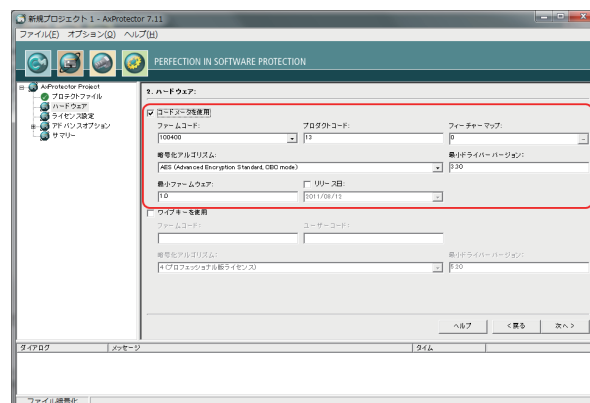 新規プロジェクト 1 - AxProtector 7.11
ファイル(F) オプション(O) ヘルプ(H)
PERFECTION IN SOFTWARE PROTECTION
AxProtector Project
プロテクトファイル
ハードウェア
ライセンス設定
アドバンスオプション
サマリー
2. ハードウェア:
コードメータを使用
ファームコード: プロダクトコード: フィーチャーマップ:
100400 13 0
暗号化アルゴリズム: 最小ドライバーバージョン:
AES (Advanced Encryption Standard, CBC mode) 3.30
最小ファームウェア: リリース日:
1.0 2011/08/12
ワイブキーを使用
ファームコード: ユーザーコード:
暗号化アルゴリズム: 最小ドライバーバージョン:
4 (プロフェッショナル版ライセンス) 5.20
ヘルプ < 戻る 次へ >
ダイアログ メッセージ タイム
ファイル暗号化